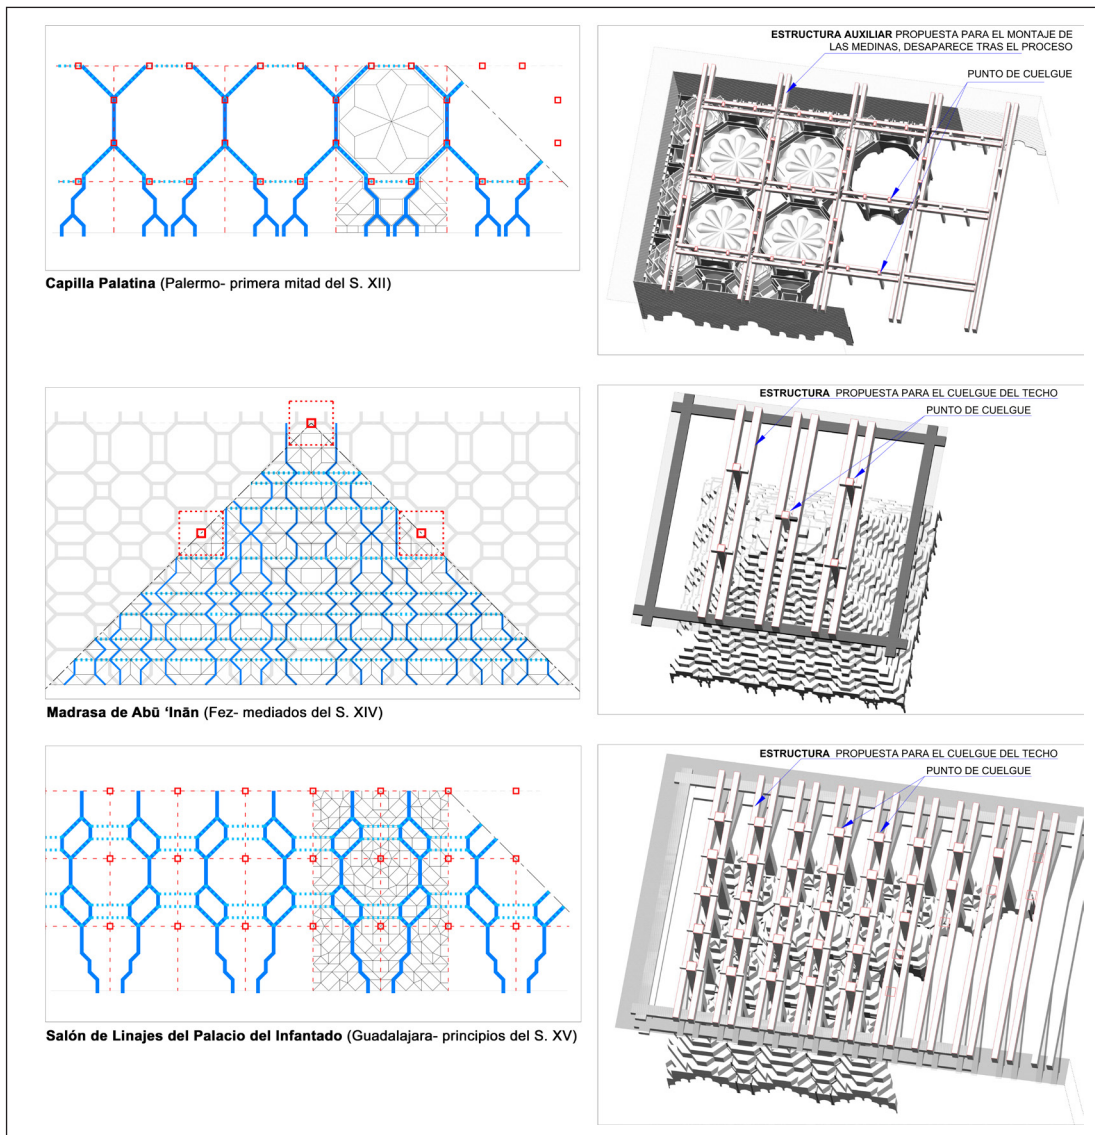 ESTRUCTURA AUXILIAR PROPUESTA PARA EL MONTAJE DE
LAS MEDINAS, DESAPARECE TRAS EL PROCESO
PUNTO DE CUELGUE
Capilla Palatina (Palermo- primera mitad del S. XII)
ESTRUCTURA PROPUESTA PARA EL CUELGUE DEL TECHO
PUNTO DE CUELGUE
Madrasa de Abū ‘Inān (Fez- mediados del S. XIV)
ESTRUCTURA PROPUESTA PARA EL CUELGUE DEL TECHO
PUNTO DE CUELGUE
Salón de Linajes del Palacio del Infantado (Guadalajara- principios del S. XV)